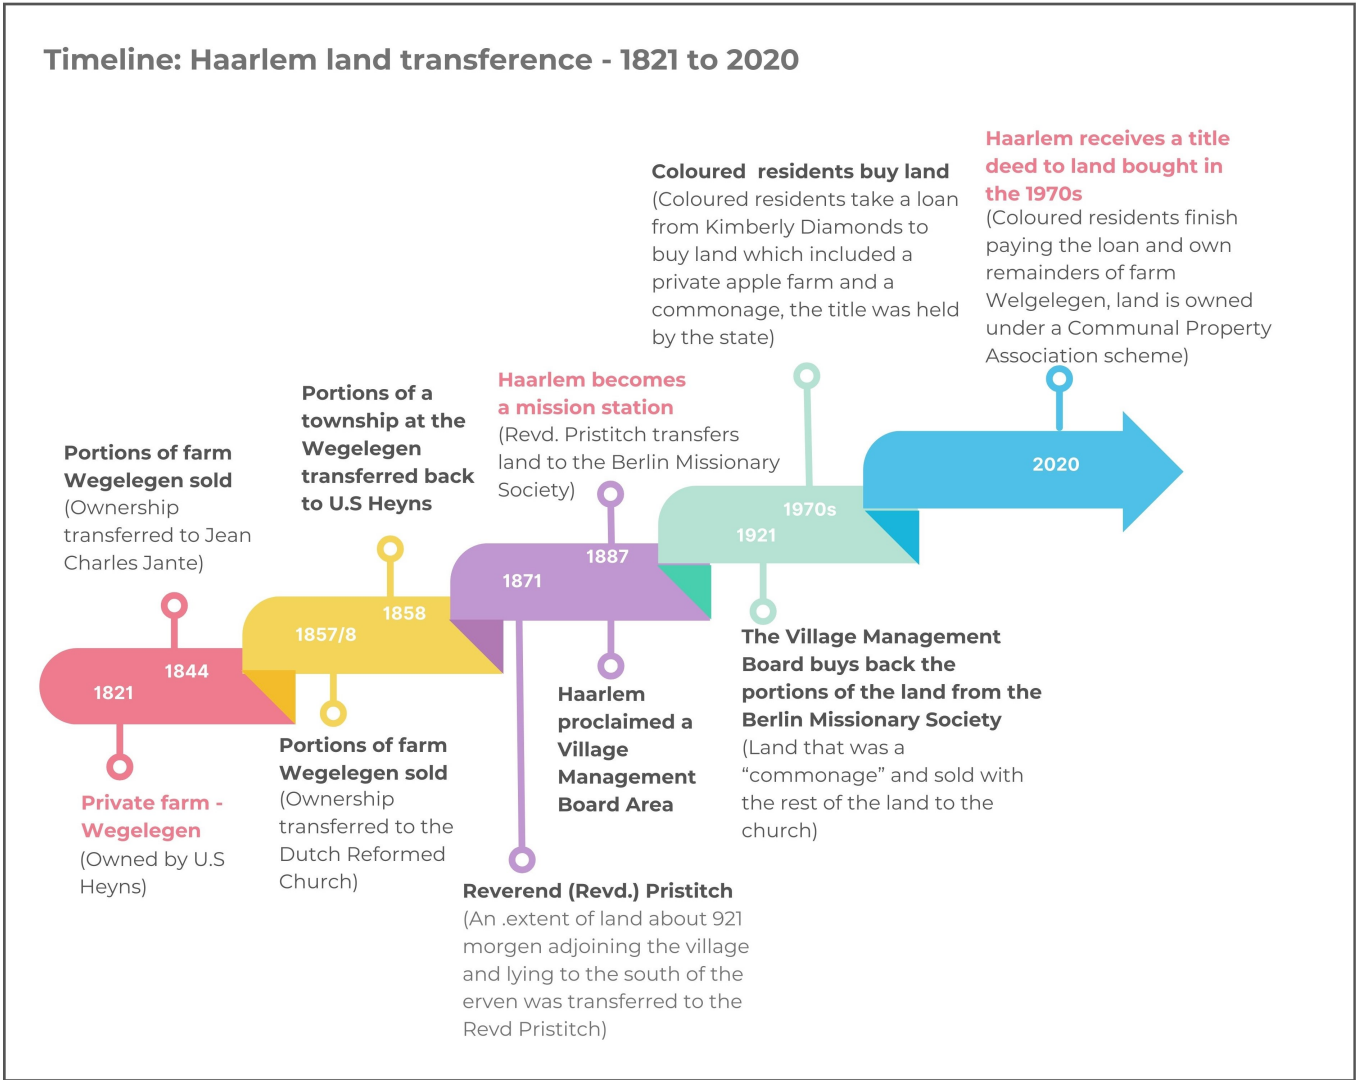 Timeline: Haarlem land transference - 1821 to 2020
Private farm -
Wegelegen
(Owned by U.S
Heyns)
1821
1844
Portions of farm
Wegelegen sold
(Ownership
transferred to Jean
Charles Jante)
1857/8
Portions of farm
Wegelegen sold
(Ownership
transferred to the
Dutch Reformed
Church)
1858
Portions of a
township at the
Wegelegen
transferred back
to U.S Heyns
1871
Reverend (Revd.) Pristitch
(An .extent of land about 921
morgen adjoining the village
and lying to the south of the
erven was transferred to the
Revd Pristitch)
1887
Haarlem becomes
a mission station
(Revd. Pristitch transfers
land to the Berlin Missionary
Society)
Haarlem
proclaimed a
Village
Management
Board Area
1921
The Village Management
Board buys back the
portions of the land from the
Berlin Missionary Society
(Land that was a
“commonage” and sold with
the rest of the land to the
church)
1970s
Coloured  residents buy land
(Coloured residents take a loan
from Kimberly Diamonds to
buy land which included a
private apple farm and a
commonage, the title was held
by the state)
2020
Haarlem receives a title
deed to land bought in
the 1970s
(Coloured residents finish
paying the loan and own
remainders of farm
Welgelegen, land is owned
under a Communal Property
Association scheme)